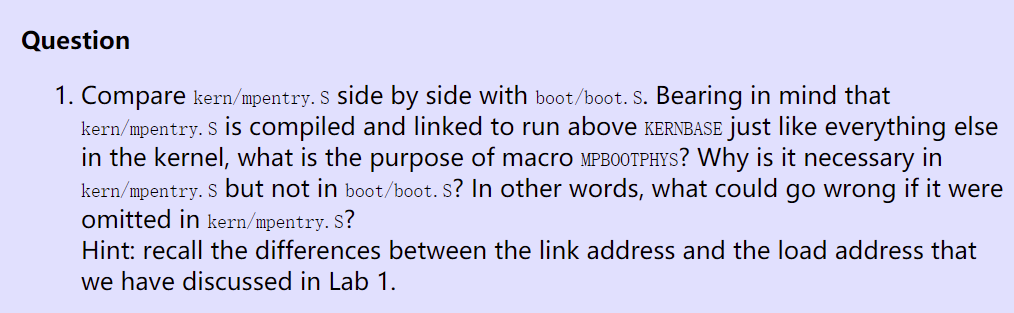 Question
1. Compare kern/mpentry.S side by side with boot/boot.S. Bearing in mind that
kern/mpentry.S is compiled and linked to run above KERNBASE just like everything else
in the kernel, what is the purpose of macro MPBOOTPHYS? Why is it necessary in
kern/mpentry.S but not in boot/boot.S? In other words, what could go wrong if it were
omitted in kern/mpentry.S?
Hint: recall the differences between the link address and the load address that
we have discussed in Lab 1.